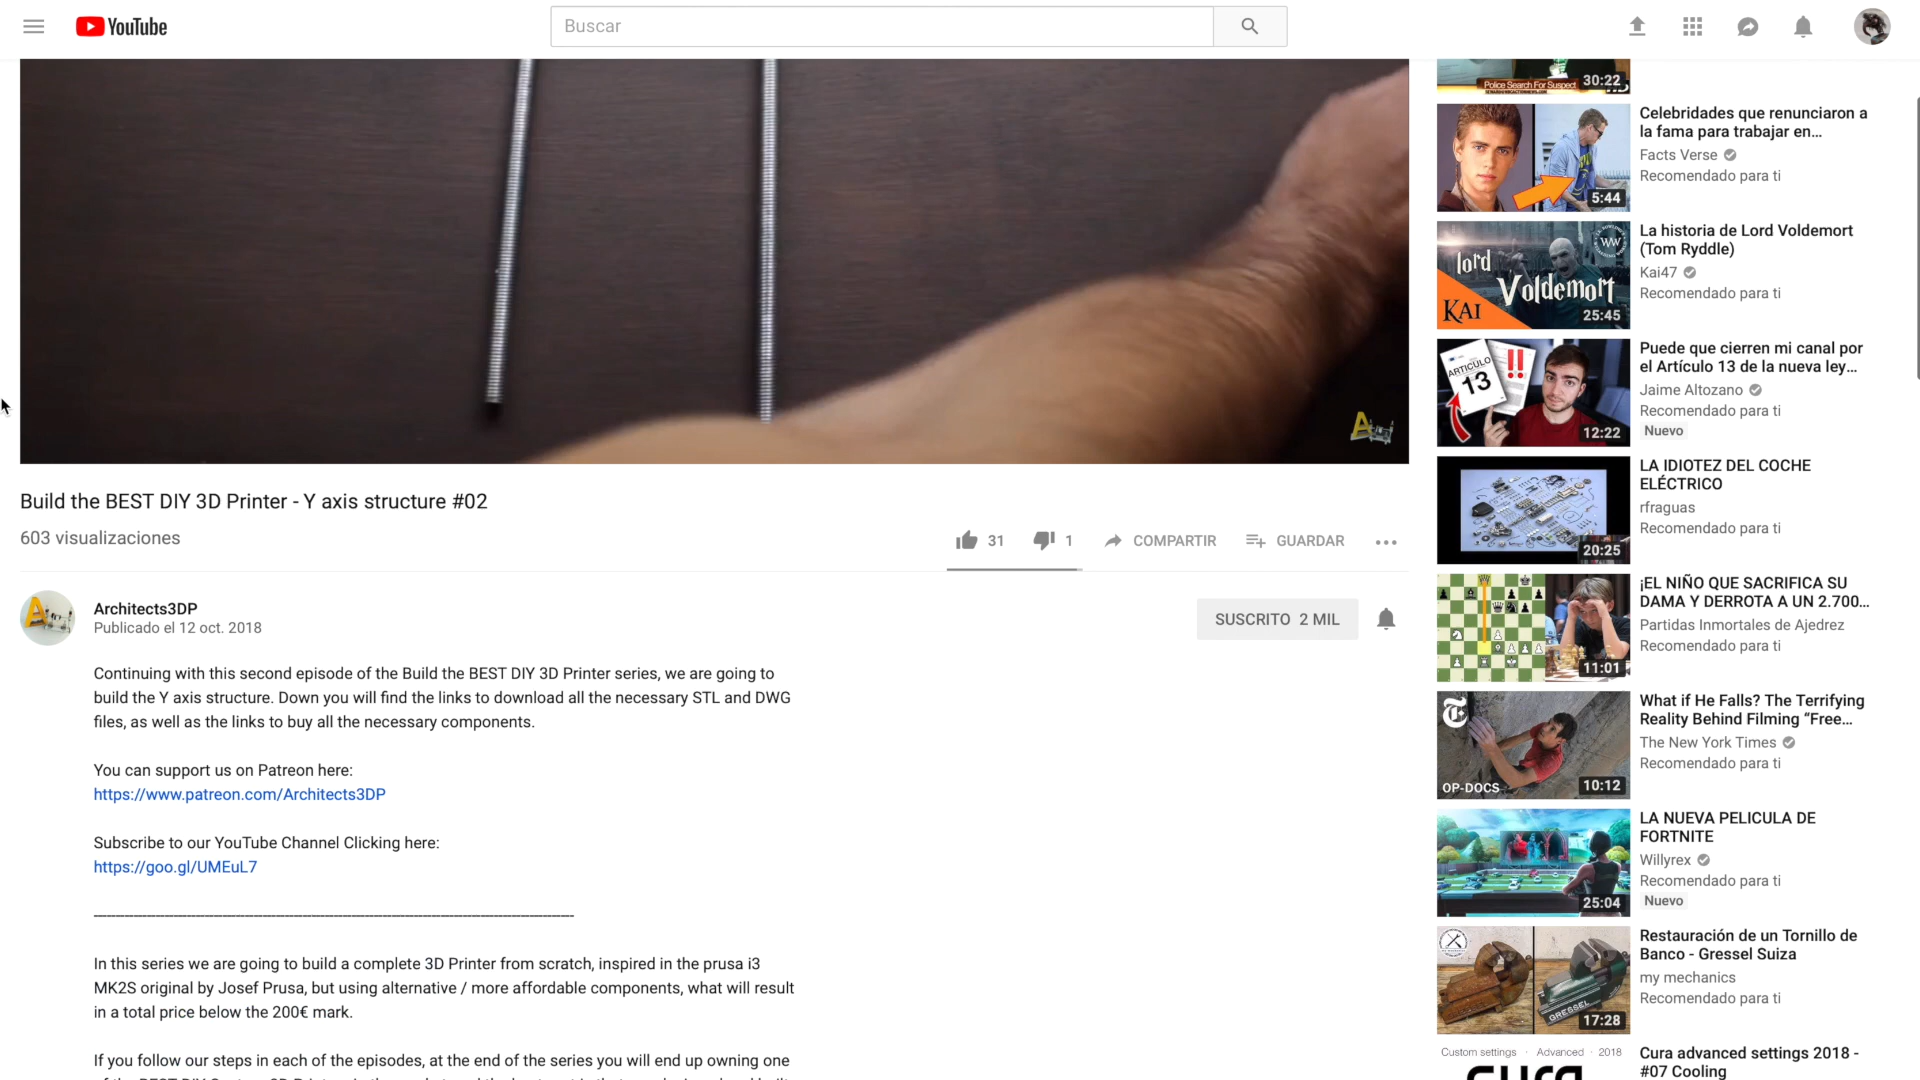 YouTube
Buscar
Build the BEST DIY 3D Printer - Y axis structure #02
603 visualizaciones
31
1
COMPARTIR
GUARDAR
Architects3DP
Publicado el 12 oct. 2018
SUSCRITO 2 MIL
Continuing with this second episode of the Build the BEST DIY 3D Printer series, we are going to
build the Y axis structure. Down you will find the links to download all the necessary STL and DWG
files, as well as the links to buy all the necessary components.
You can support us on Patreon here:
https://www.patreon.com/Architects3DP
Subscribe to our YouTube Channel Clicking here:
https://goo.gl/UMEuL7
In this series we are going to build a complete 3D Printer from scratch, inspired in the prusa i3
MK2S original by Josef Prusa, but using alternative / more affordable components, what will result
in a total price below the 200€ mark.
If you follow our steps in each of the episodes, at the end of the series you will end up owning one
Police Search For Suspect
30:22
5:44
Celebridades que renunciaron a
la fama para trabajar en...
Facts Verse
Recomendado para ti
lord
Voldemort
KAI
25:45
La historia de Lord Voldemort
(Tom Ryddle)
Kai47
Recomendado para ti
ARTICULO
13
12:22
Puede que cierren mi canal por
el Artículo 13 de la nueva ley...
Jaime Altozano
Recomendado para ti
Nuevo
20:25
LA IDIOTEZ DEL COCHE
ELÉCTRICO
rfraguas
Recomendado para ti
11:01
¡EL NIÑO QUE SACRIFICA SU
DAMA Y DERROTA A UN 2.700...
Partidas Inmortales de Ajedrez
Recomendado para ti
OP-DOCS
10:12
What if He Falls? The Terrifying
Reality Behind Filming “Free...
The New York Times
Recomendado para ti
25:04
LA NUEVA PELICULA DE
FORTNITE
Willyrex
Recomendado para ti
Nuevo
GRESSEL
17:28
Restauración de un Tornillo de
Banco - Gressel Suiza
my mechanics
Recomendado para ti
Custom settings · Advanced · 2018
cura
Cura advanced settings 2018 -
#07 Cooling